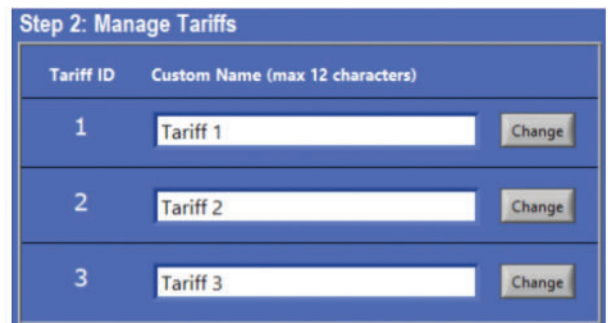 Step 2: Manage Tariffs
Tariff ID Custom Name (max 12 characters)
1 Tariff 1 Change
2 Tariff 2 Change
3 Tariff 3 Change